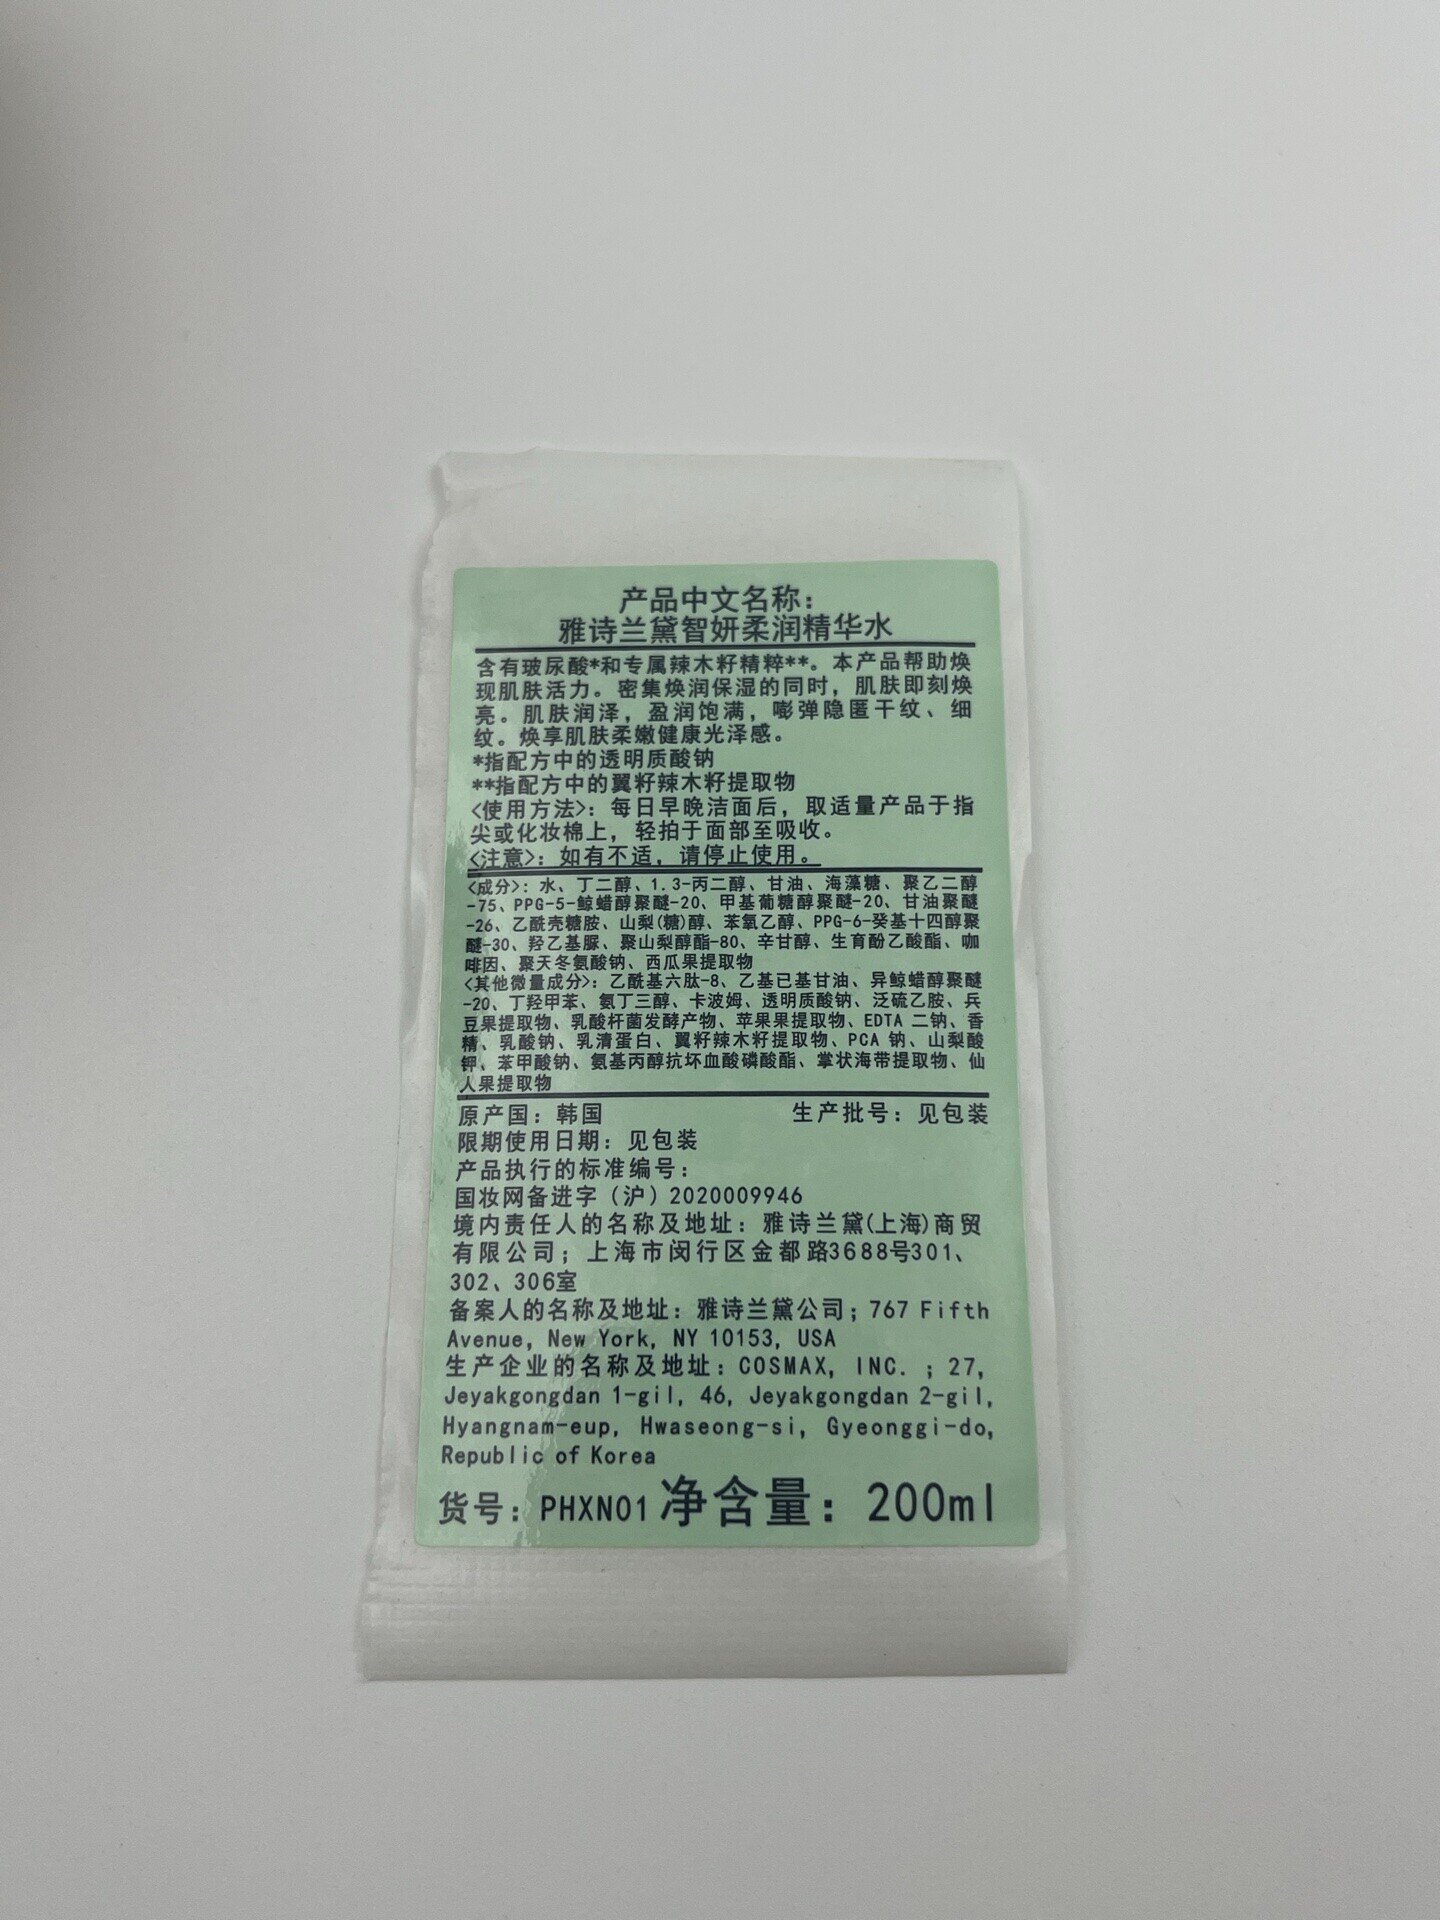 产品中文名称：
雅诗兰黛智妍柔润精华水
含有玻尿酸*和专属辣木籽精粹**。本产品帮助焕
现肌肤活力。密集焕润保湿的同时，肌肤即刻焕
亮。肌肤润泽，盈润饱满，嘭弹隐匿干纹、细
纹。焕享肌肤柔嫩健康光泽感。
*指配方中的透明质酸钠
**指配方中的翼籽辣木籽提取物
<使用方法>：每日早晚洁面后，取适量产品于指
尖或化妆棉上，轻拍于面部至吸收。
<注意>：如有不适，请停止使用。
<成分>：水、丁二醇、1.3-丙二醇、甘油、海藻糖、聚乙二醇
-75、PPG-5-鲸蜡醇聚醚-20、甲基葡糖醇聚醚-20、甘油聚醚
-26、乙酰壳糖胺、山梨(糖)醇、苯氧乙醇、PPG-6-癸基十四醇聚
醚-30、羟乙基脲、聚山梨醇酯-80、辛甘醇、生育酚乙酸酯、咖
啡因、聚天冬氨酸钠、西瓜果提取物
<其他微量成分>：乙酰基六肽-8、乙基已基甘油、异鲸蜡醇聚醚
-20、丁羟甲苯、氨丁三醇、卡波姆、透明质酸钠、泛硫乙胺、兵
豆果提取物、乳酸杆菌发酵产物、苹果果提取物、EDTA 二钠、香
精、乳酸钠、乳清蛋白、翼籽辣木籽提取物、PCA 钠、山梨酸
钾、苯甲酸钠、氨基丙醇抗坏血酸磷酸酯、掌状海带提取物、仙
人果提取物
原产国：韩国 生产批号：见包装
限期使用日期：见包装
产品执行的标准编号：
国妆网备进字（沪）2020009946
境内责任人的名称及地址：雅诗兰黛(上海)商贸
有限公司；上海市闵行区金都路3688号301、
302、306室
备案人的名称及地址：雅诗兰黛公司；767 Fifth
Avenue, New York, NY 10153, USA
生产企业的名称及地址：COSMAX, INC. ; 27,
Jeyakgongdan 1-gil, 46, Jeyakgongdan 2-gil,
Hyangnam-eup, Hwaseong-si, Gyeonggi-do,
Republic of Korea
货号：PHXN01 净含量：200ml